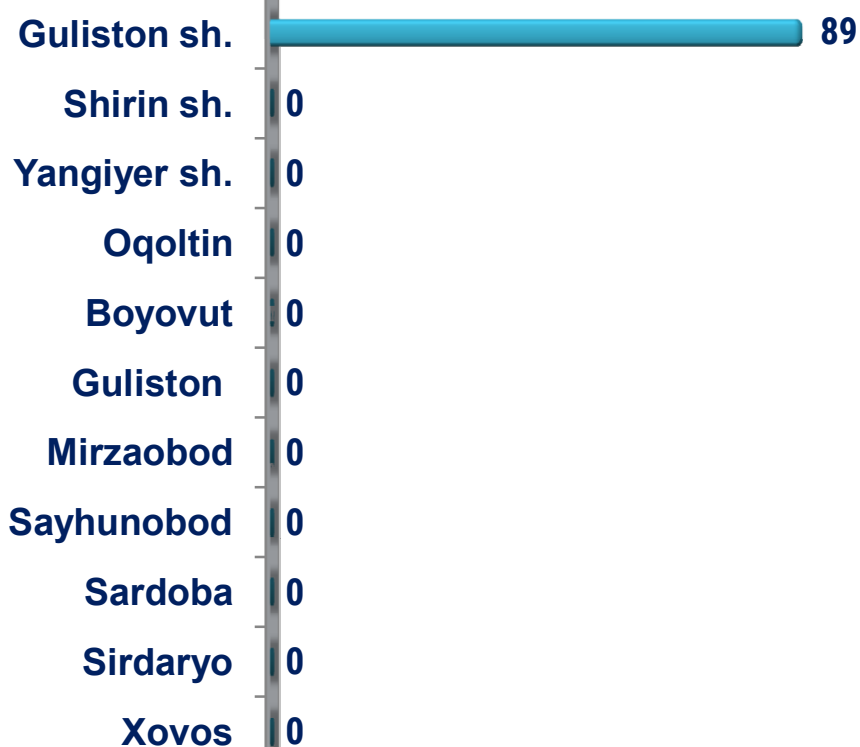 Guliston sh. 89
Shirin sh. 0
Yangiyer sh. 0
Oqoltin 0
Boyovut 0
Guliston 0
Mirzaobod 0
Sayhunobod 0
Sardoba 0
Sirdaryo 0
Xovos 0